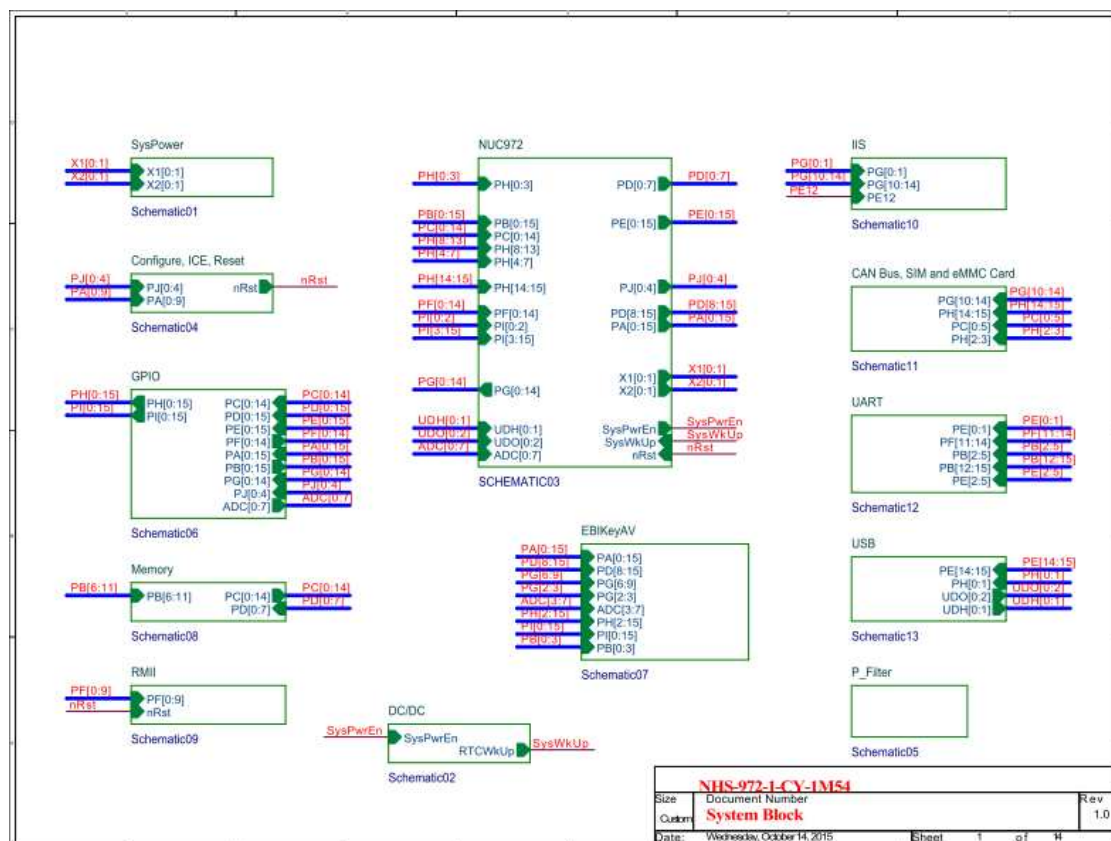 SysPower
X1[0:1] X1[0:1]
X2[0:1] X2[0:1]
Schematic01
Configure, ICE, Reset
PJ[0:4] PJ[0:4] nRst nRst
PA[0:9] PA[0:9]
Schematic04
GPIO
PH[0:15] PH[0:15] PC[0:14] PC[0:14]
PI[0:15] PI[0:15] PD[0:15] PD[0:15]
PE[0:15] PE[0:15]
PF[0:14] PF[0:14]
PA[0:15] PA[0:15]
PB[0:15] PB[0:15]
PG[0:14] PG[0:14]
PJ[0:4] PJ[0:4]
ADC[0:7] ADC[0:7]
Schematic06
Memory
PB[6:11] PB[6:11] PC[0:14] PC[0:14]
PD[0:7] PD[0:7]
Schematic08
RMII
PF[0:9] PF[0:9]
nRst nRst
Schematic09
NUC972
PH[0:3] PH[0:3] PD[0:7] PD[0:7]
PB[0:15] PB[0:15] PE[0:15] PE[0:15]
PC[0:14] PC[0:14]
PH[8:13] PH[8:13]
PH[4:7] PH[4:7]
PH[14:15] PH[14:15] PJ[0:4] PJ[0:4]
PF[0:14] PF[0:14] PD[8:15] PD[8:15]
PI[0:2] PI[0:2] PA[0:15] PA[0:15]
PI[3:15] PI[3:15]
X1[0:1] X1[0:1]
PG[0:14] PG[0:14] X2[0:1] X2[0:1]
UDH[0:1] UDH[0:1] SysPwrEn SysPwrEn
UDO[0:2] UDO[0:2] SysWkUp SysWkUp
ADC[0:7] ADC[0:7] nRst nRst
SCHEMATIC03
EBIKeyAV
PA[0:15] PA[0:15]
PD[8:15] PD[8:15]
PG[6:9] PG[6:9]
PG[2:3] PG[2:3]
ADC[3:7] ADC[3:7]
PH[2:15] PH[2:15]
PI[0:15] PI[0:15]
PB[0:3] PB[0:3]
Schematic07
DC/DC
SysPwrEn SysPwrEn
RTCWkUp SysWkUp
Schematic02
IIS
PG[0:1] PG[0:1]
PG[10:14] PG[10:14]
PE12 PE12
Schematic10
CAN Bus, SIM and eMMC Card
PG[10:14] PG[10:14]
PH[14:15] PH[14:15]
PC[0:5] PC[0:5]
PH[2:3] PH[2:3]
Schematic11
UART
PE[0:1] PE[0:1]
PF[11:14] PF[11:14]
PB[2:5] PB[2:5]
PB[12:15] PB[12:15]
PE[2:5] PE[2:5]
Schematic12
USB
PE[14:15] PE[14:15]
PH[0:1] PH[0:1]
UDO[0:2] UDO[0:2]
UDH[0:1] UDH[0:1]
Schematic13
P_Filter
Schematic05
NHS-972-1-CY-1M54
Size Document Number Rev
Custom System Block 1.0
Date: Wednesday, October 14, 2015 Sheet 1 of 14